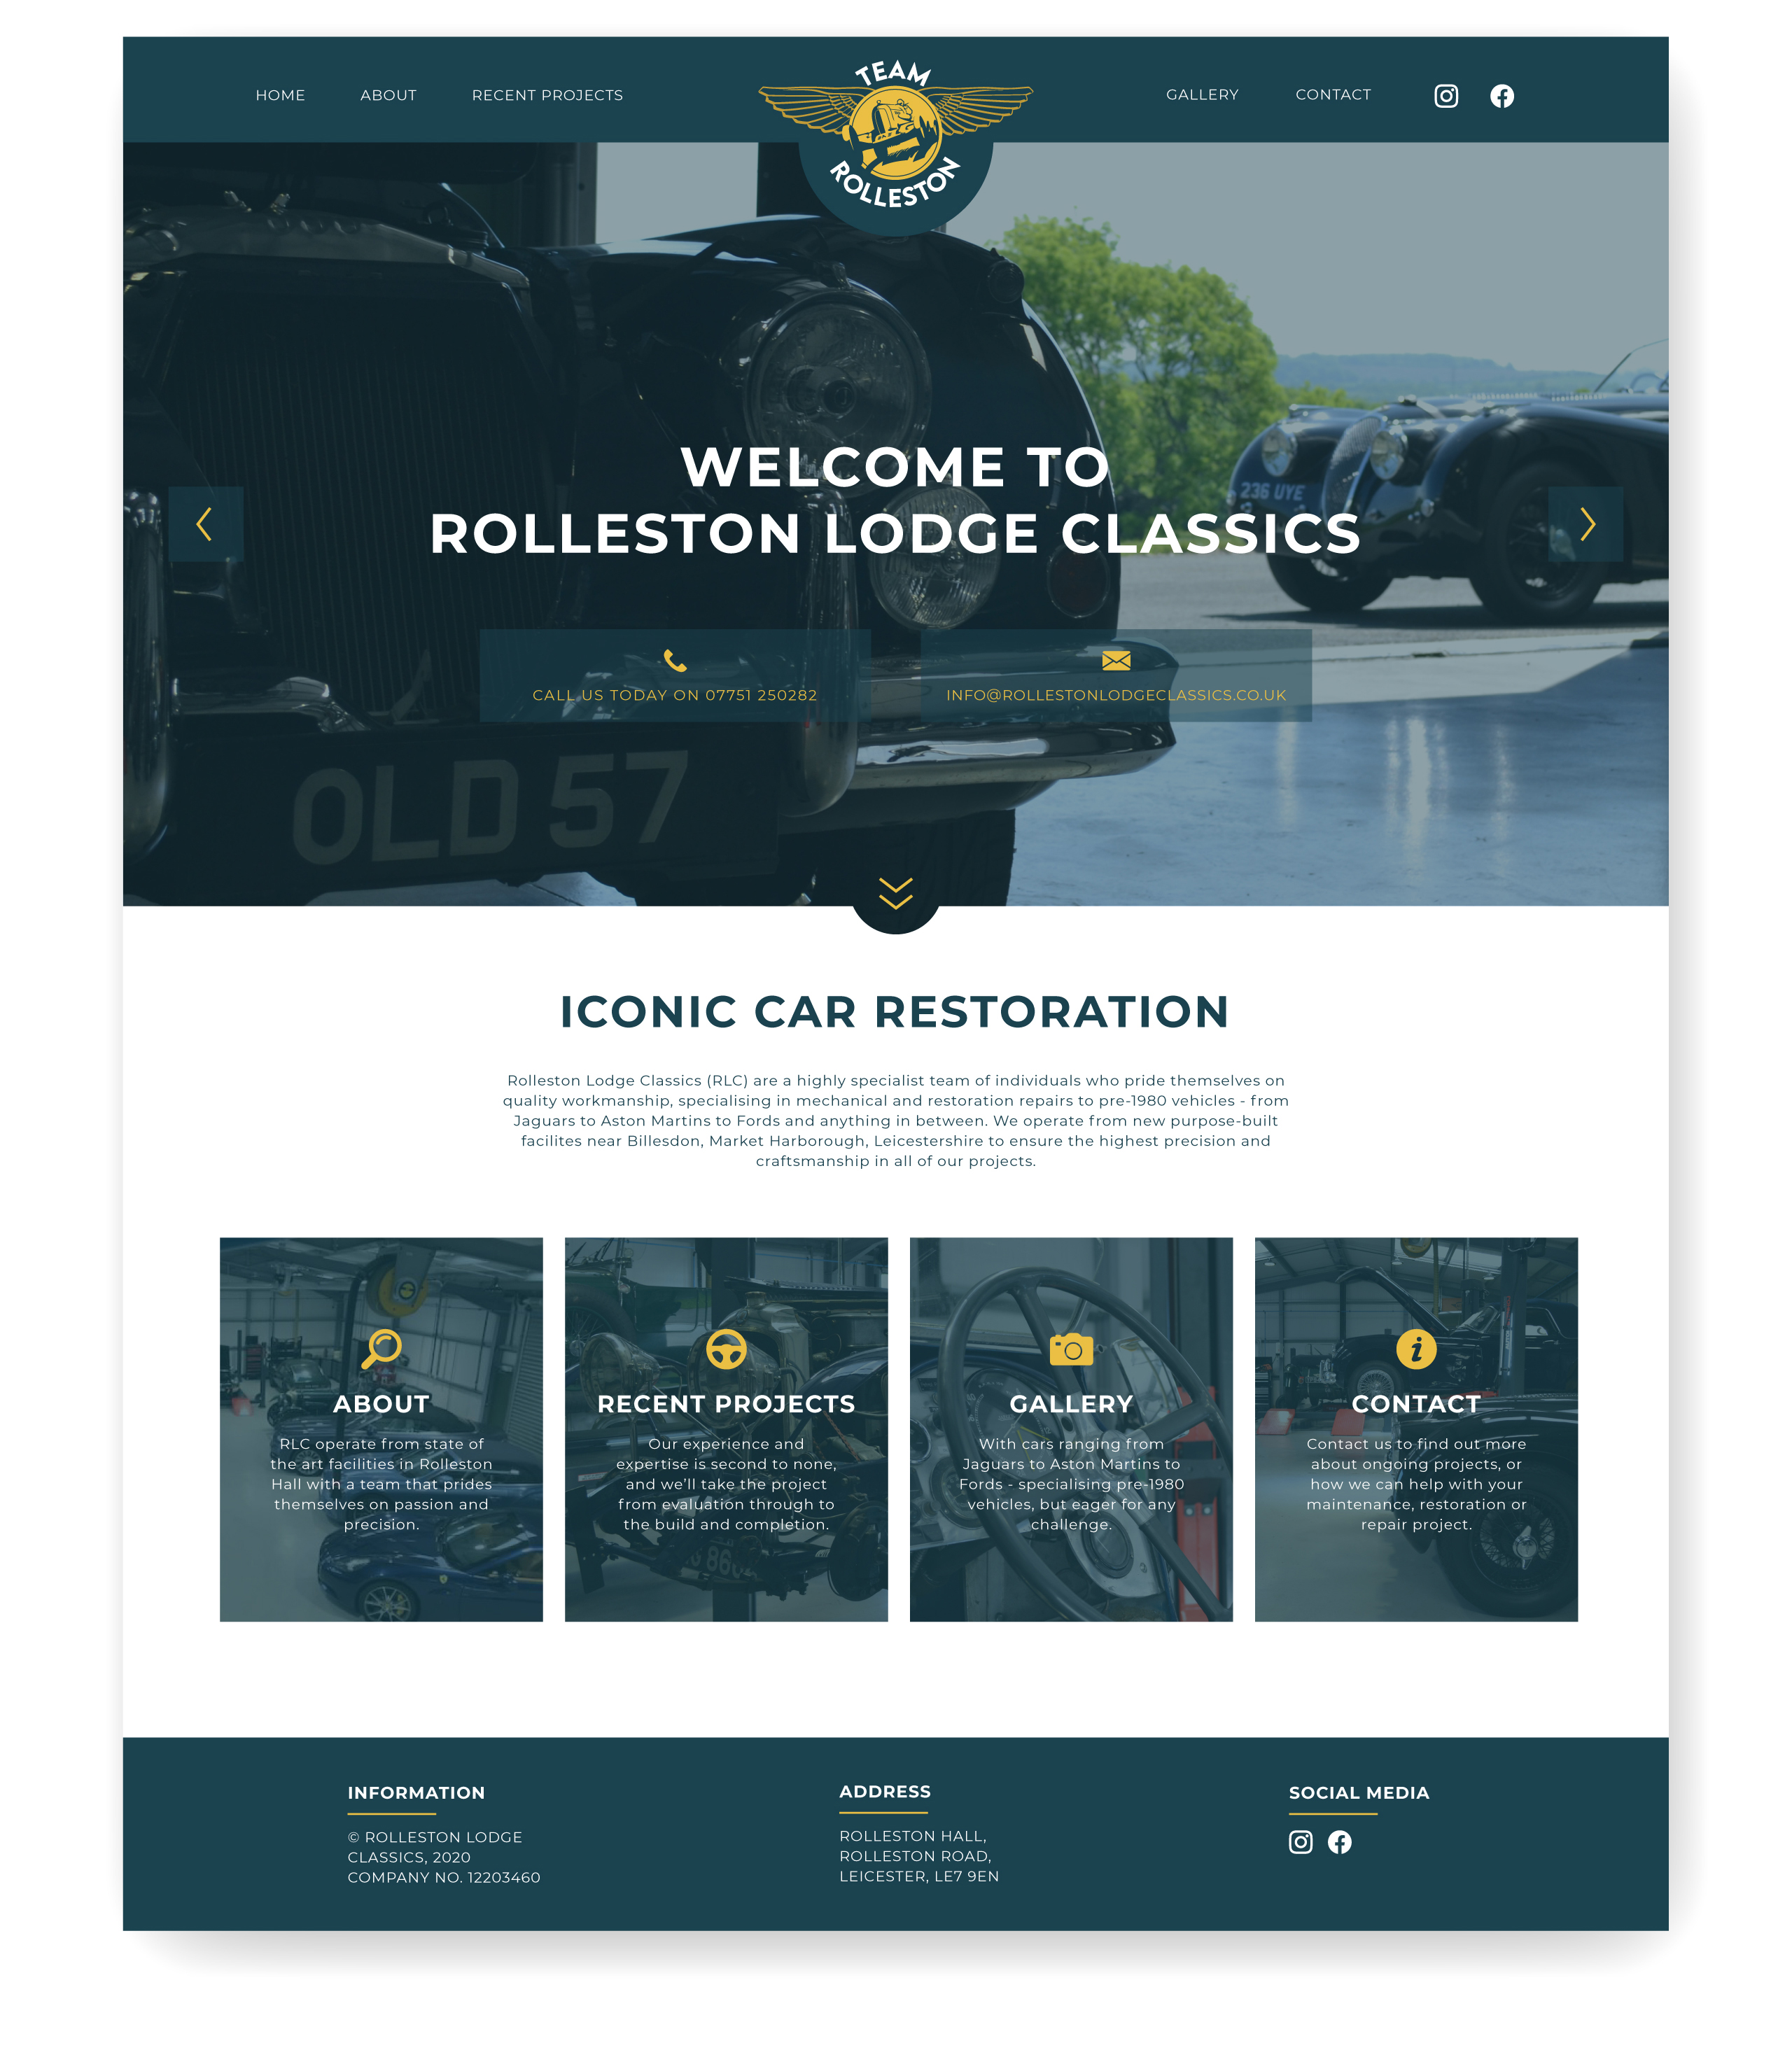 HOME ABOUT RECENT PROJECTS
TEAM
ROLLESTON
GALLERY CONTACT
WELCOME TO
ROLLESTON LODGE CLASSICS
236 UYE
CALL US TODAY ON 07751 250282
INFO@ROLLESTONLODGECLASSICS.CO.UK
OLD 57
ICONIC CAR RESTORATION
Rolleston Lodge Classics (RLC) are a highly specialist team of individuals who pride themselves on
quality workmanship, specialising in mechanical and restoration repairs to pre-1980 vehicles - from
Jaguars to Aston Martins to Fords and anything in between. We operate from new purpose-built
facilites near Billesdon, Market Harborough, Leicestershire to ensure the highest precision and
craftsmanship in all of our projects.
ABOUT
RLC operate from state of
the art facilities in Rolleston
Hall with a team that prides
themselves on passion and
precision.
RECENT PROJECTS
Our experience and
expertise is second to none,
and we'll take the project
from evaluation through to
the build and completion.
GALLERY
With cars ranging from
Jaguars to Aston Martins to
Fords - specialising pre-1980
vehicles, but eager for any
challenge.
CONTACT
Contact us to find out more
about ongoing projects, or
how we can help with your
maintenance, restoration or
repair project.
INFORMATION
© ROLLESTON LODGE
CLASSICS, 2020
COMPANY NO. 12203460
ADDRESS
ROLLESTON HALL,
ROLLESTON ROAD,
LEICESTER, LE7 9EN
SOCIAL MEDIA